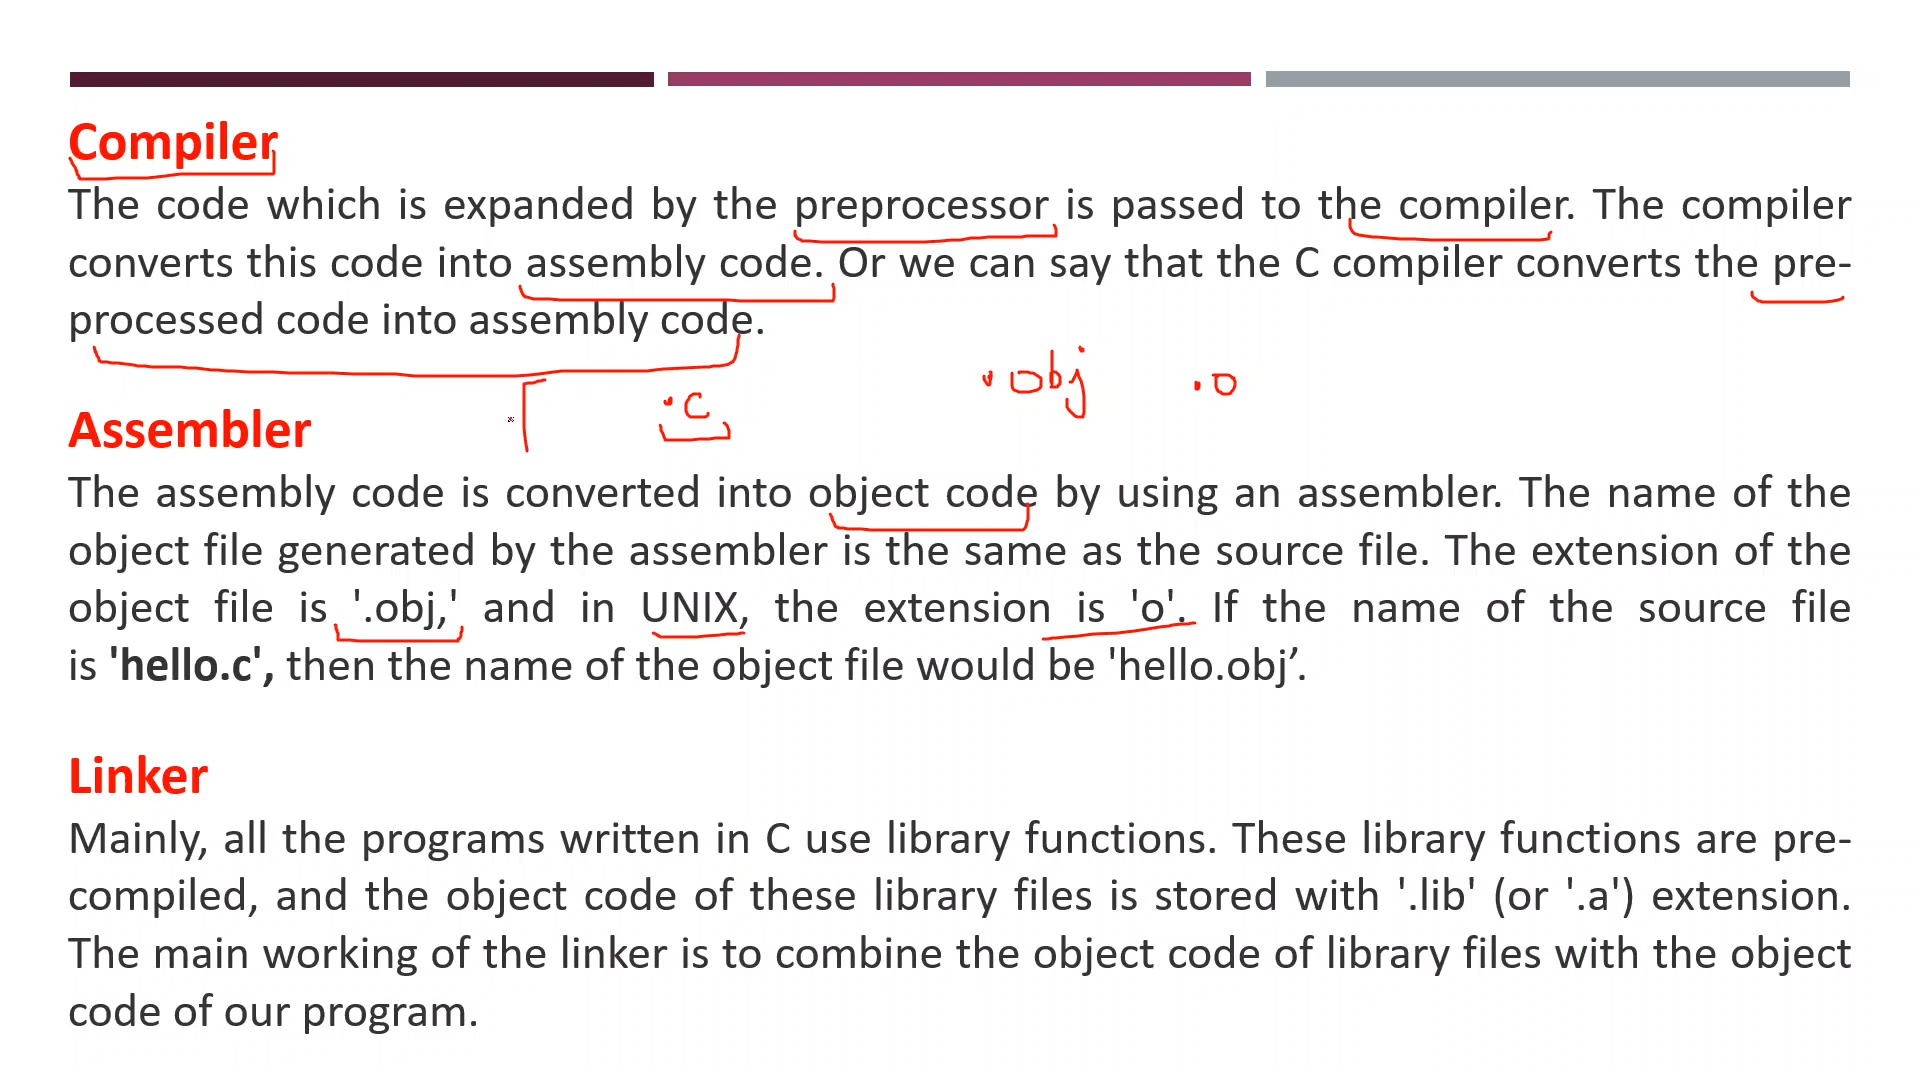 Compiler
The code which is expanded by the preprocessor is passed to the compiler. The compiler
converts this code into assembly code. Or we can say that the C compiler converts the pre-
processed code into assembly code.
.c .obj .o
Assembler
The assembly code is converted into object code by using an assembler. The name of the
object file generated by the assembler is the same as the source file. The extension of the
object file is '.obj,' and in UNIX, the extension is 'o'. If the name of the source file
is 'hello.c', then the name of the object file would be 'hello.obj’.
Linker
Mainly, all the programs written in C use library functions. These library functions are pre-
compiled, and the object code of these library files is stored with '.lib' (or '.a') extension.
The main working of the linker is to combine the object code of library files with the object
code of our program.